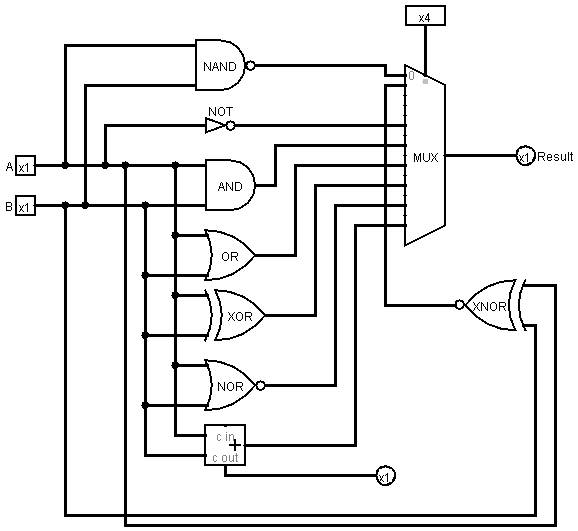 x4
NAND
0
NOT
A x1
MUX
x1 Result
AND
B x1
OR
XOR
XNOR
NOR
c in
+
c out
x1